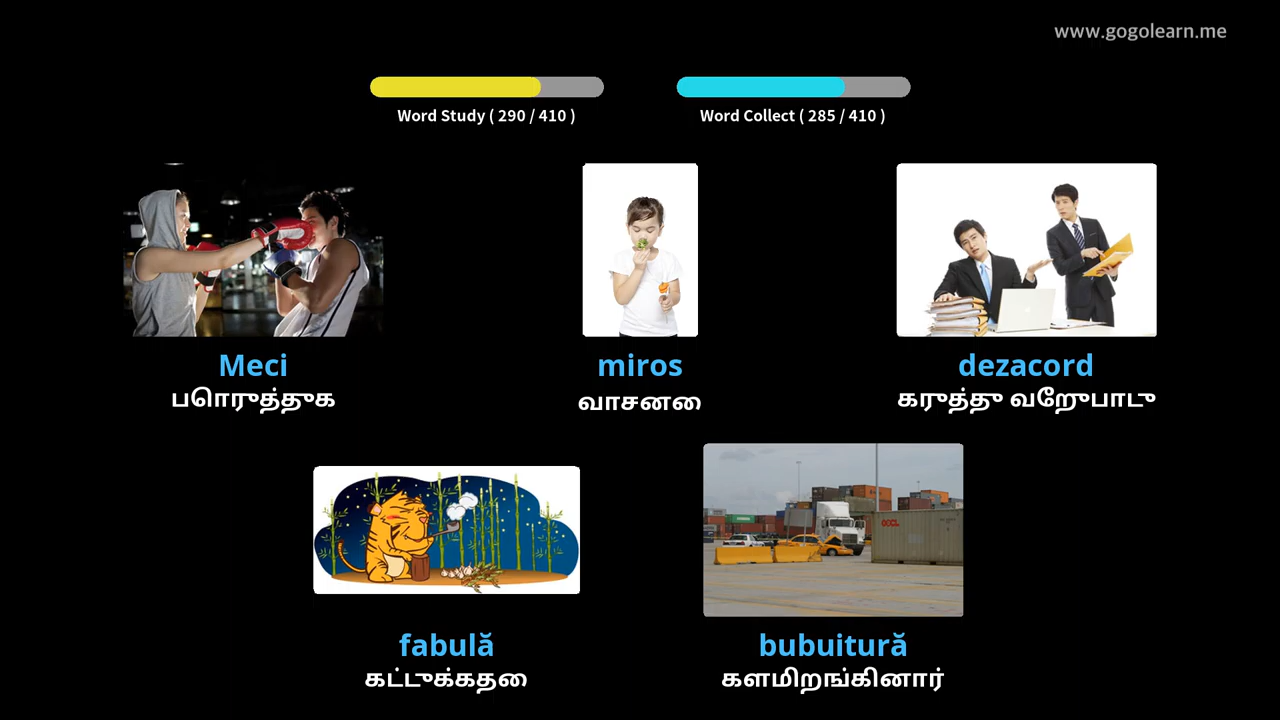 www.gogolearn.me
Word Study ( 290 / 410 )
Word Collect ( 285 / 410 )
Meci
miros
dezacord
பொருத்துக
வாசனை
கருத்து வேறுபாடு
fabulă
bubuitură
கட்டுக்கதை
களமிறங்கினார்